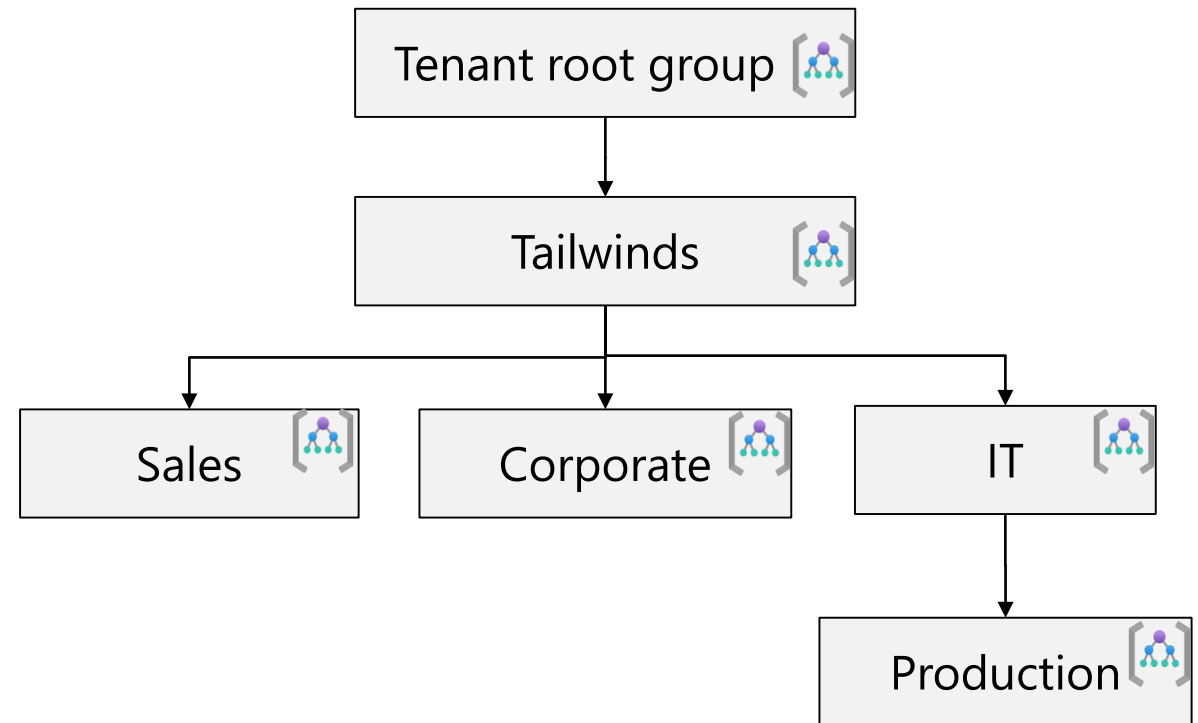 Tenant root group
Tailwinds
Sales
Corporate
IT
Production